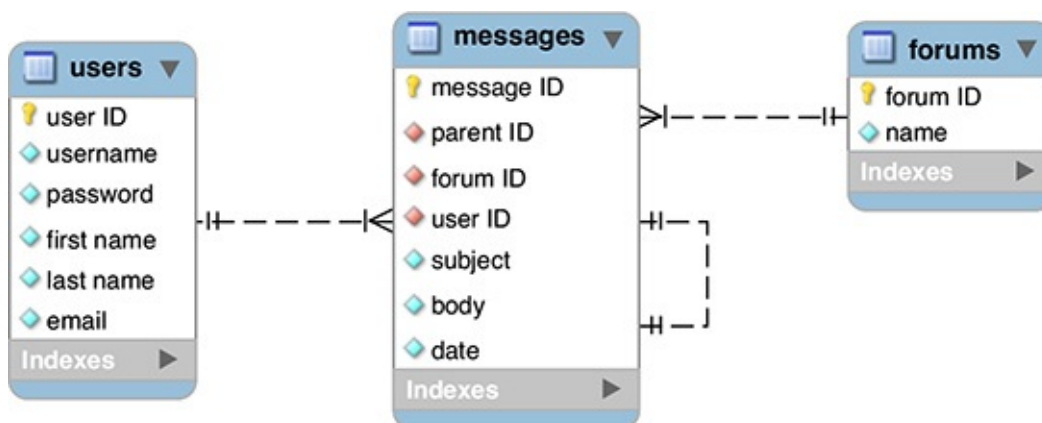 users
user ID
username
password
first name
last name
email
Indexes
messages
message ID
parent ID
forum ID
user ID
subject
body
date
Indexes
forums
forum ID
name
Indexes